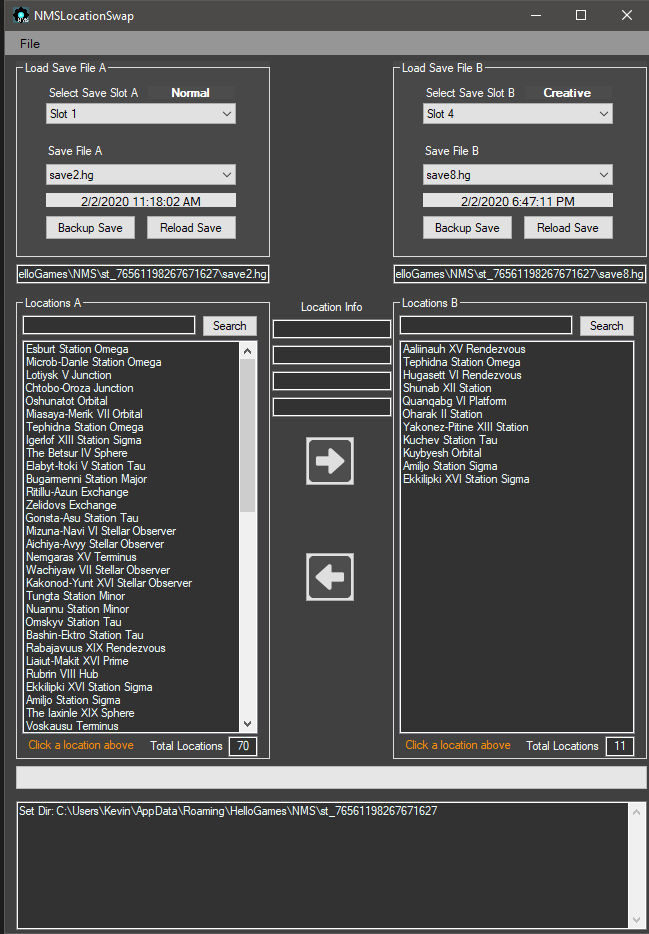 NMSLocationSwap
File
Load Save File A
Select Save Slot A Normal
Slot 1
Save File A
save2.hg
2/2/2020 11:18:02 AM
Backup Save Reload Save
elloGames\NMS\st_76561198267671627\save2.hg
Load Save File B
Select Save Slot B Creative
Slot 4
Save File B
save8.hg
2/2/2020 6:47:11 PM
Backup Save Reload Save
elloGames\NMS\st_76561198267671627\save8.hg
Locations A
Search
Esburt Station Omega
Microb-Danle Station Omega
Lotiysk V Junction
Chtobo-Oroza Junction
Oshunatot Orbital
Miasaya-Merik VII Orbital
Tephidna Station Omega
Igerlof XIII Station Sigma
The Betsur IV Sphere
Elabyt-Itoki V Station Tau
Bugamenni Station Major
Ritillu-Azun Exchange
Zelidovs Exchange
Gonsta-Asu Station Tau
Mizuna-Navi VI Stellar Observer
Aichiya-Avyy Stellar Observer
Nemgaras XV Terminus
Wachiyaw VII Stellar Observer
Kakonod-Yunt XVI Stellar Observer
Tungta Station Minor
Nuannu Station Minor
Omskyv Station Tau
Bashin-Ektro Station Tau
Rabajavuus XIX Rendezvous
Liaiut-Makit XVI Prime
Rubrin VIII Hub
Ekkilipki XVI Station Sigma
Amiljo Station Sigma
The Iaxinle XIX Sphere
Voskausu Terminus
Click a location above Total Locations 70
Location Info
Locations B
Search
Aaliinauh XV Rendezvous
Tephidna Station Omega
Hugasett VI Rendezvous
Shunab XII Station
Quanqabg VI Platform
Oharak II Station
Yakonez-Pitine XIII Station
Kuchev Station Tau
Kuybyesh Orbital
Amiljo Station Sigma
Ekkilipki XVI Station Sigma
Click a location above Total Locations 11
Set Dir: C:\Users\Kevin\AppData\Roaming\HelloGames\NMS\st_76561198267671627